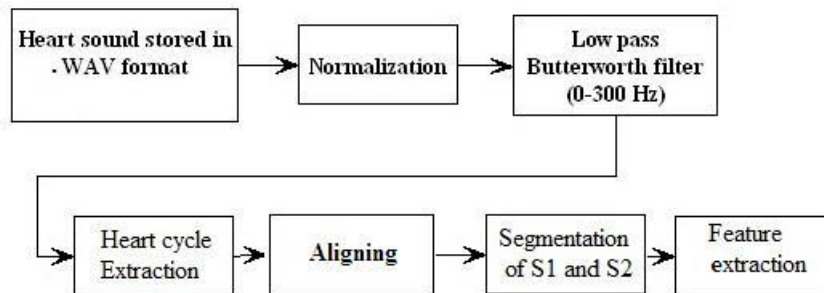 Heart sound stored in
.WAV format
Normalization
Low pass
Butterworth filter
(0-300 Hz)
Heart cycle
Extraction
Aligning
Segmentation
of S1 and S2
Feature
extraction